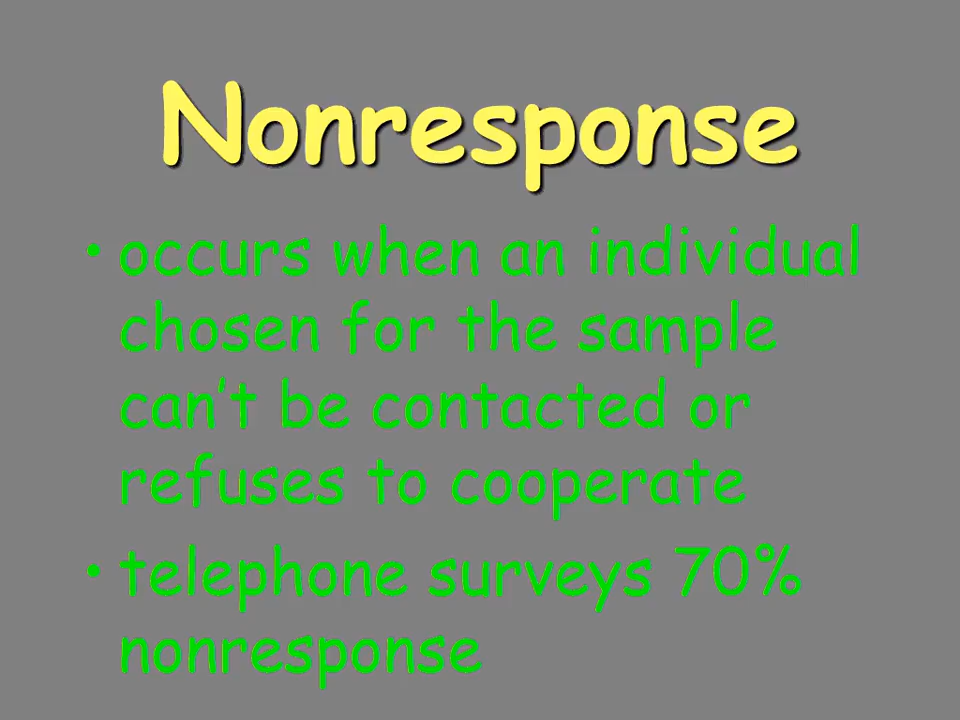 Nonresponse
• occurs when an individual
chosen for the sample
can't be contacted or
refuses to cooperate
• telephone surveys 70%
nonresponse